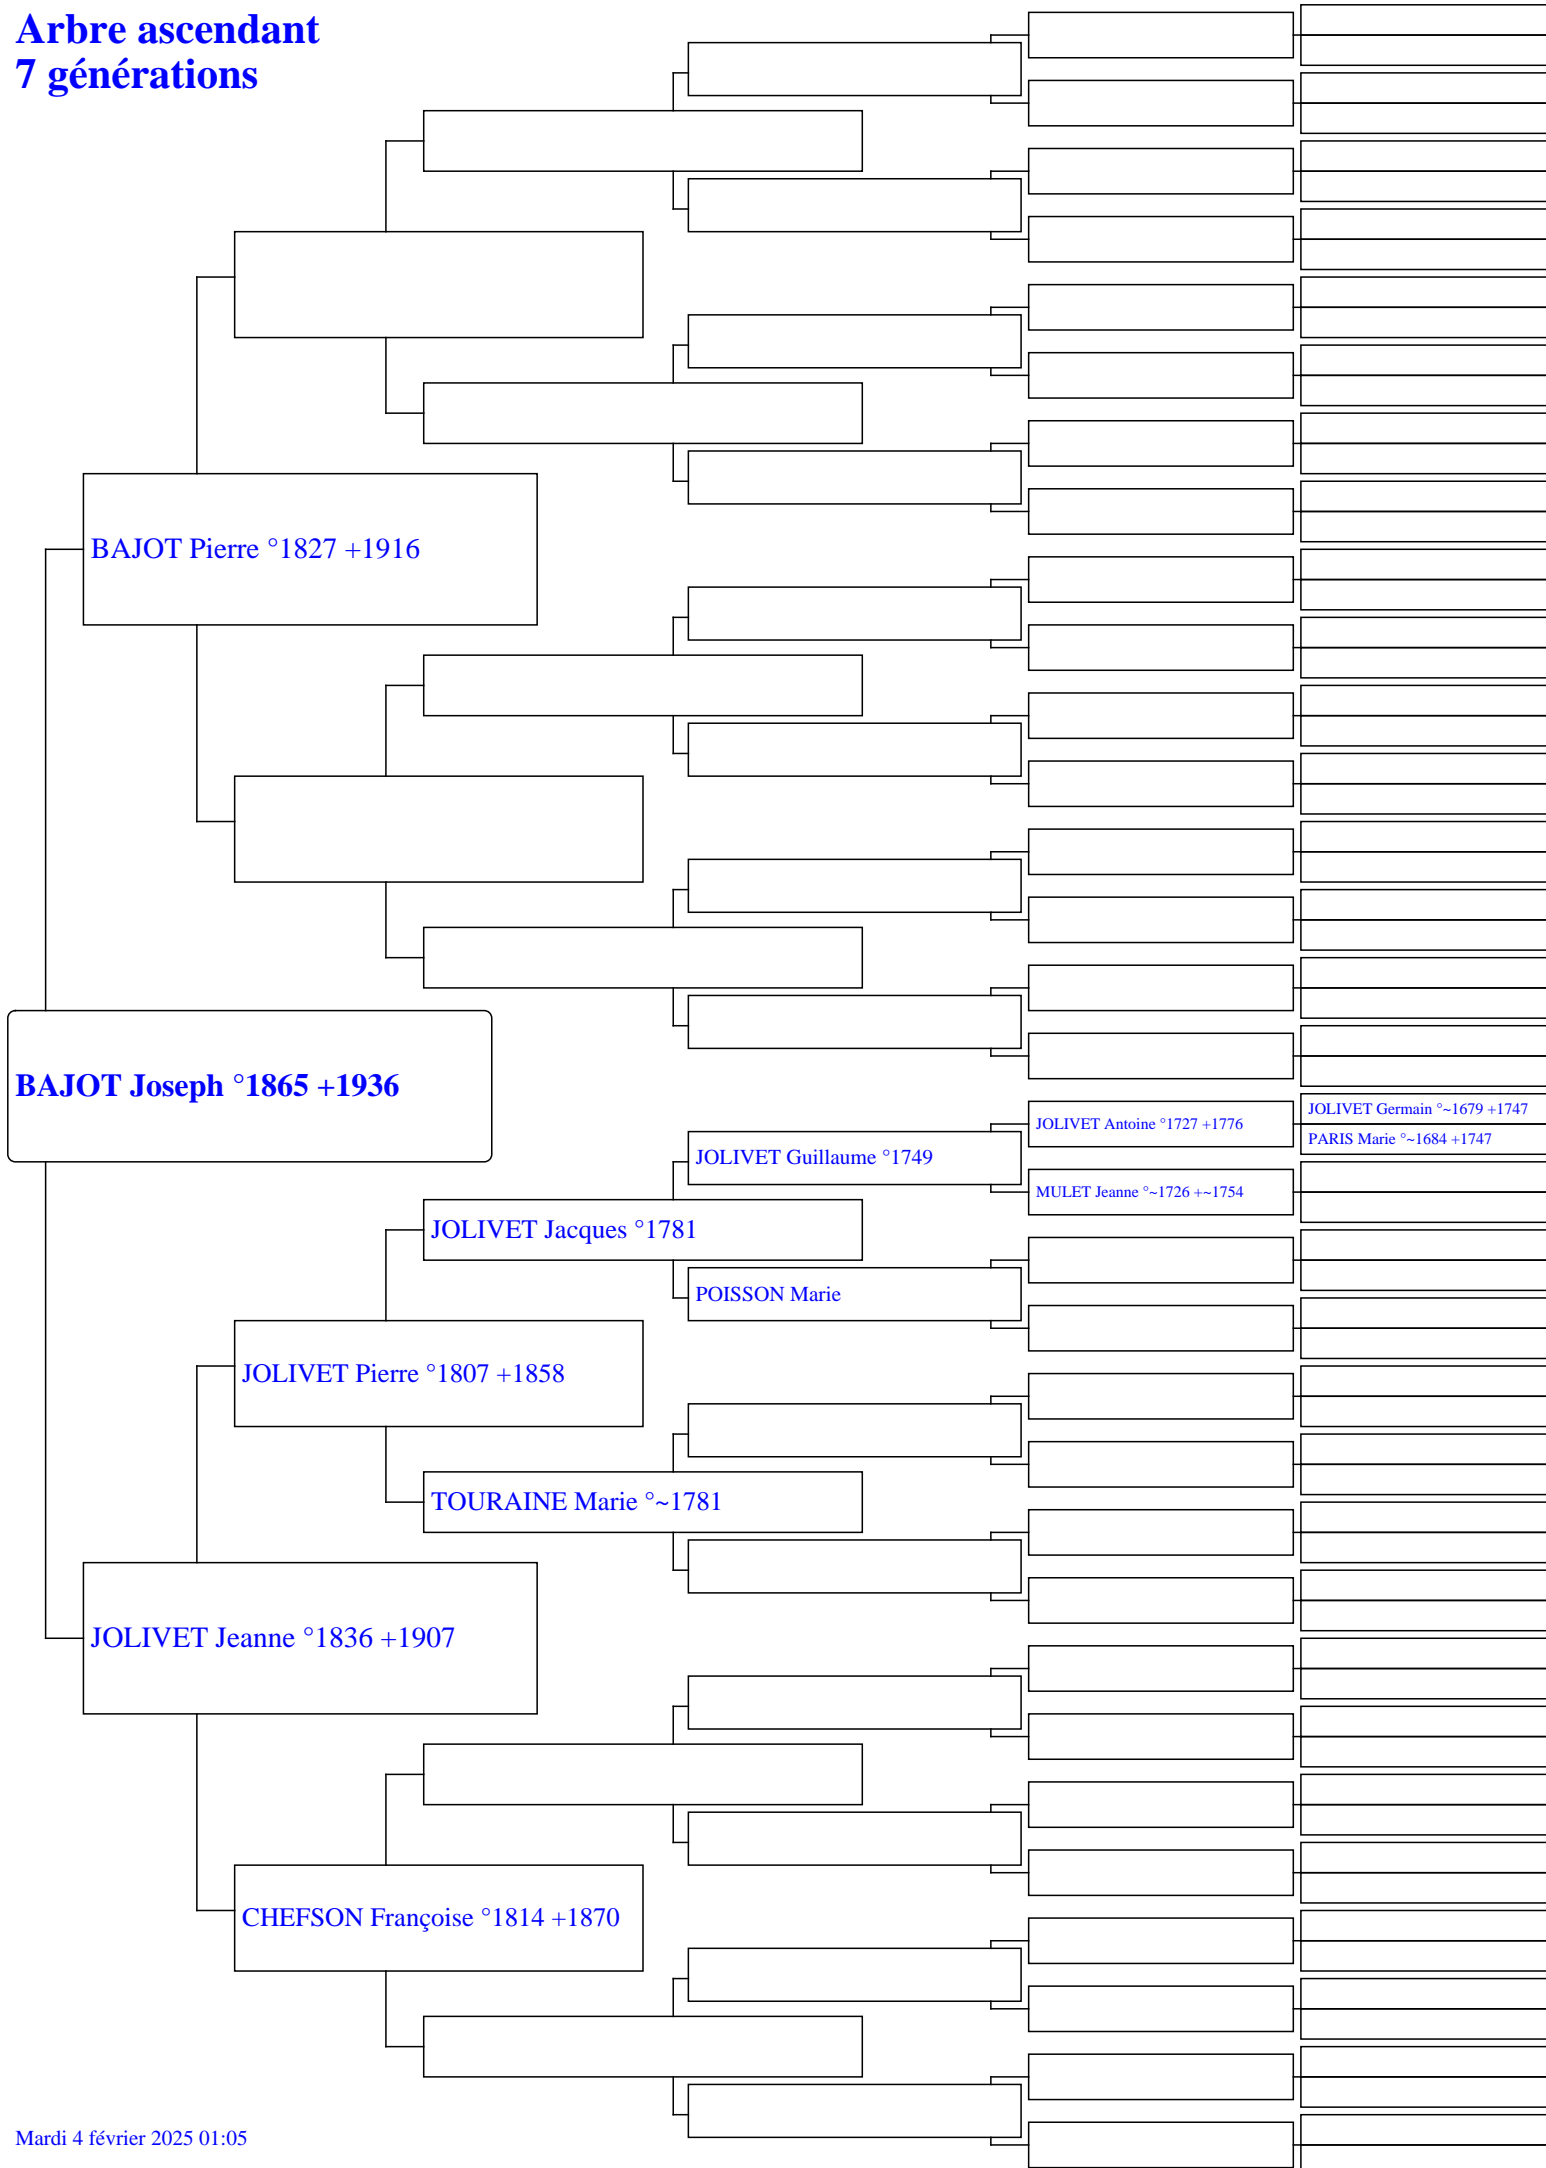 Arbre ascendant
7 générations
BAJOT Pierre °1827 +1916
BAJOT Joseph °1865 +1936
JOLIVET Germain °~1679 +1747
JOLIVET Antoine °1727 +1776
PARIS Marie °~1684 +1747
JOLIVET Guillaume °1749
MULET Jeanne °~1726 +~1754
JOLIVET Jacques °1781
POISSON Marie
JOLIVET Pierre °1807 +1858
TOURAINE Marie °~1781
JOLIVET Jeanne °1836 +1907
CHEFSON Françoise °1814 +1870
Mardi 4 février 2025 01:05